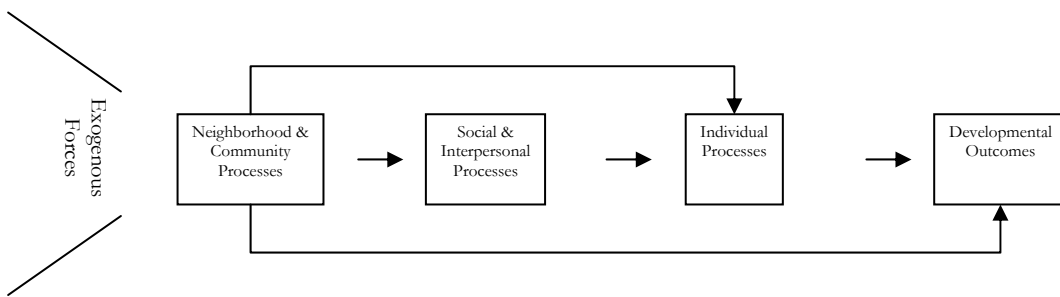 Exogenous
Forces
Neighborhood &
Community
Processes
Social &
Interpersonal
Processes
Individual
Processes
Developmental
Outcomes